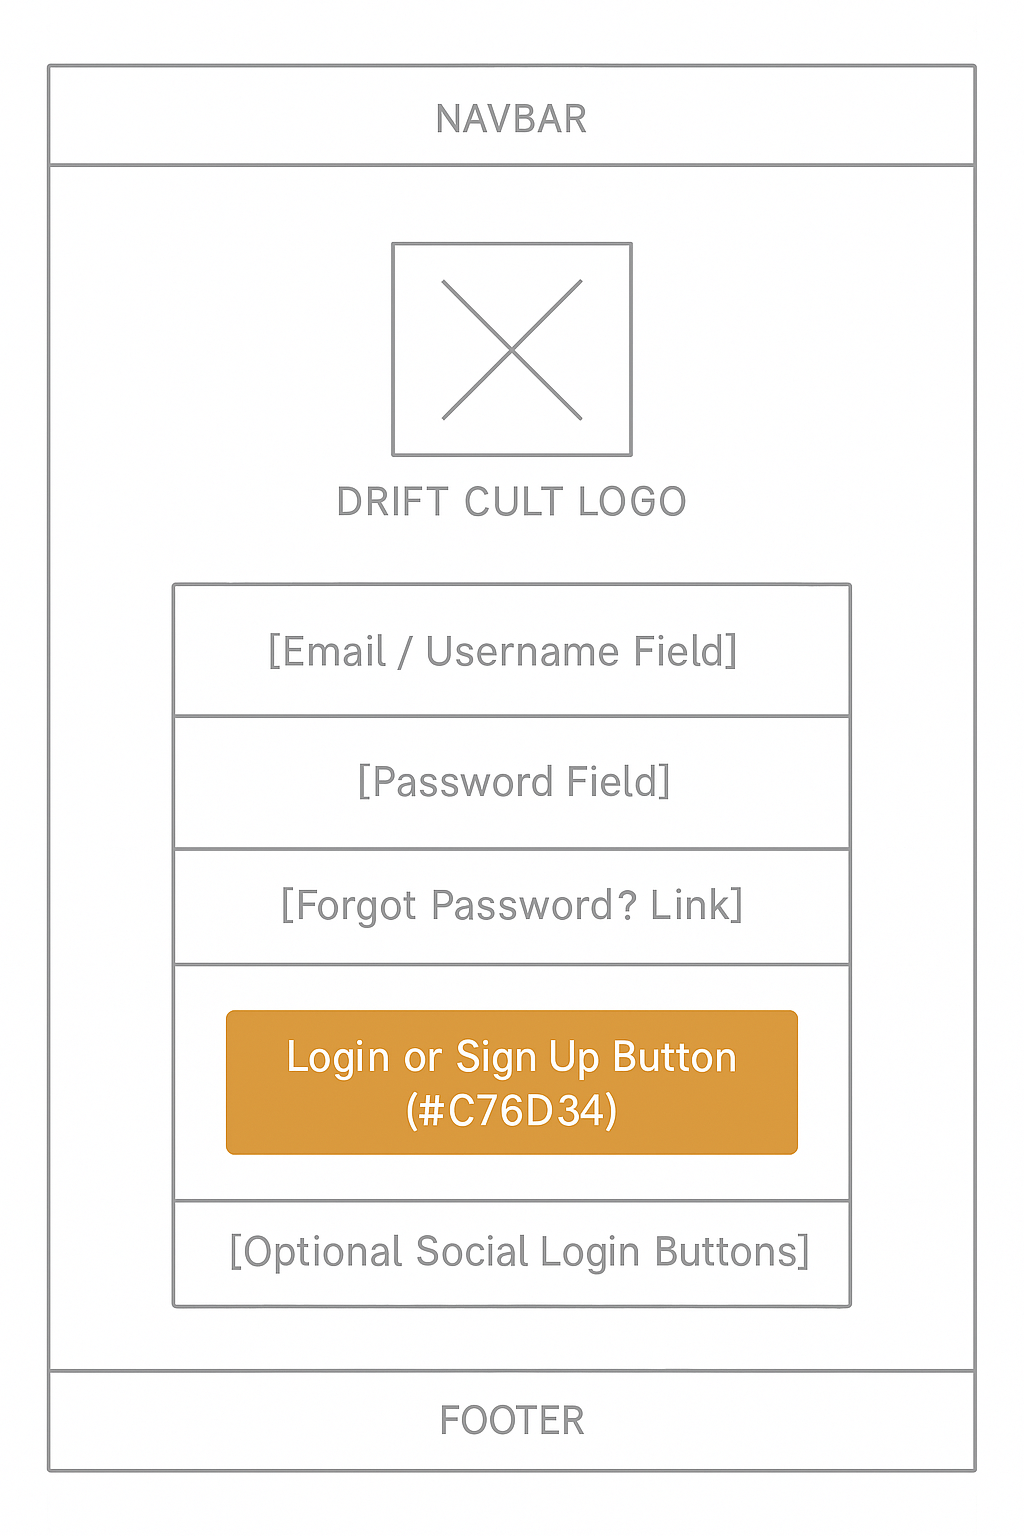 NAVBAR
DRIFT CULT LOGO
[Email / Username Field]
[Password Field]
[Forgot Password? Link]
Login or Sign Up Button
(#C76D34)
[Optional Social Login Buttons]
FOOTER